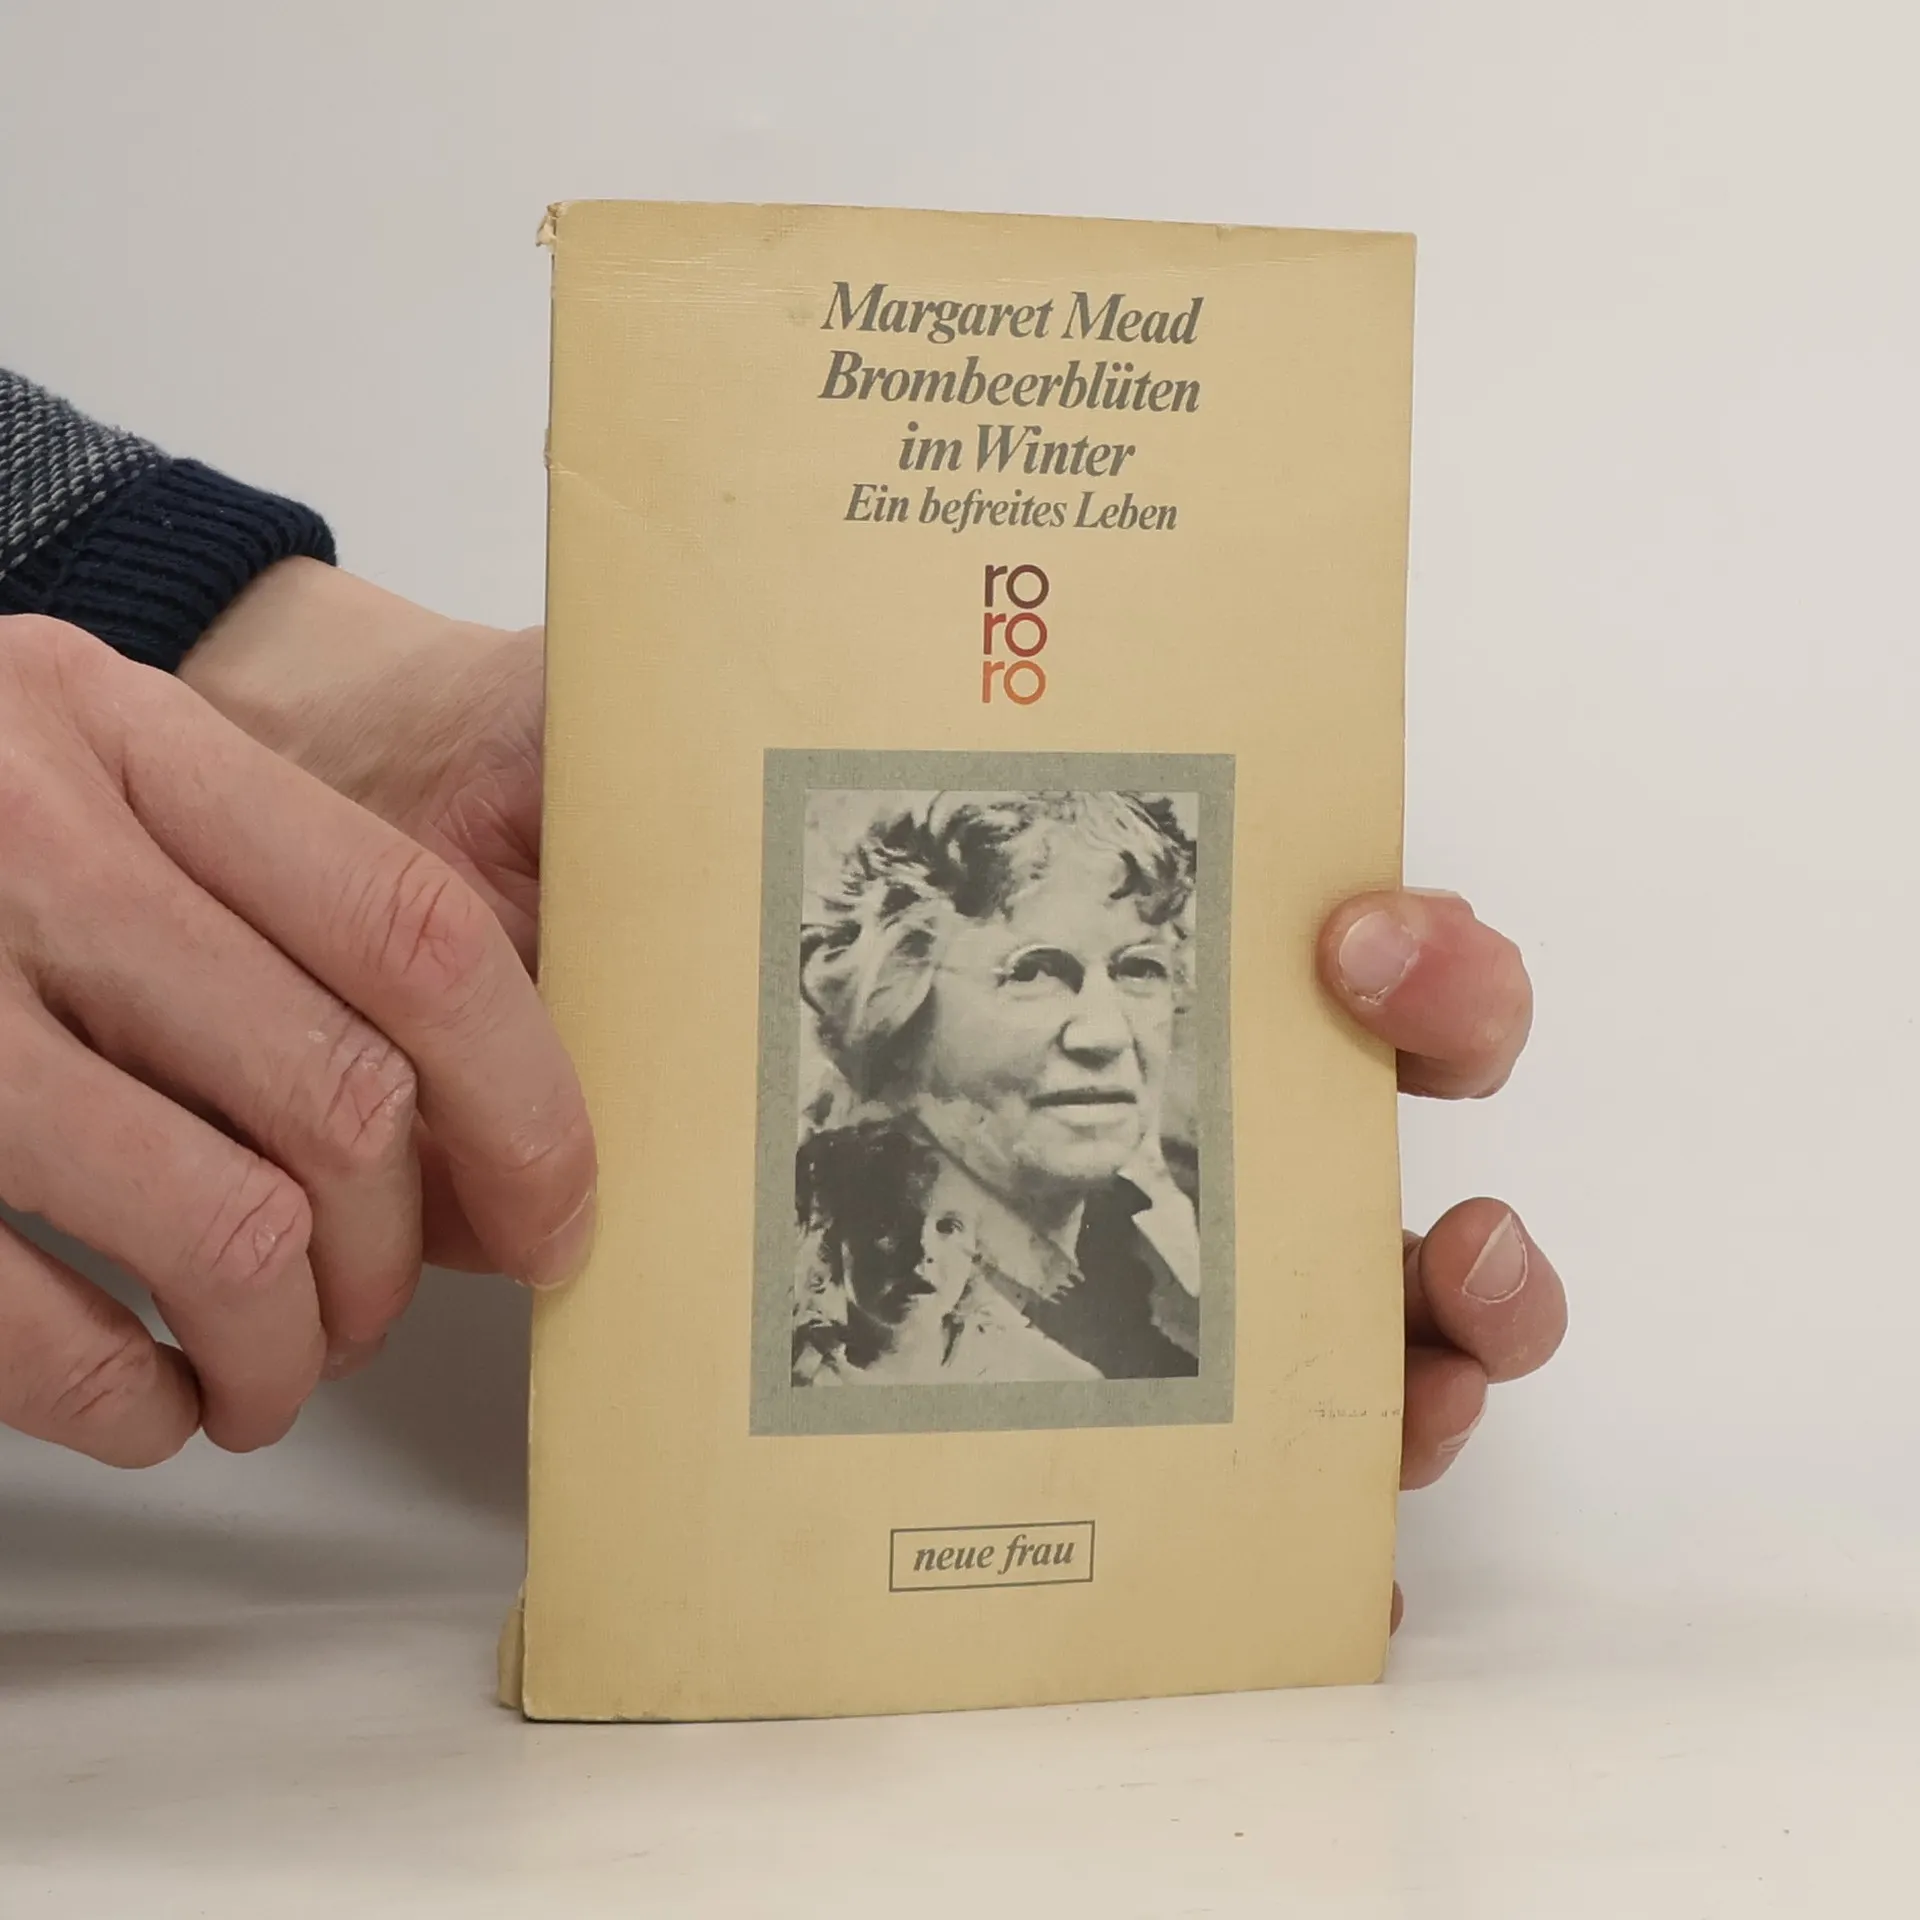 Margaret Mead
Brombeerblüten
im Winter
Ein befreites Leben
ro
ro
ro
neue frau